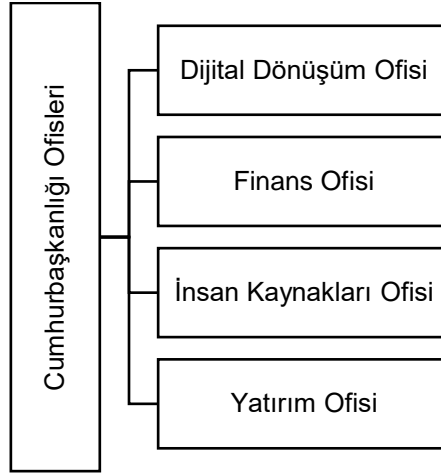 Cumhurbaşkanlığı Ofisleri
Dijital Dönüşüm Ofisi
Finans Ofisi
İnsan Kaynakları Ofisi
Yatırım Ofisi